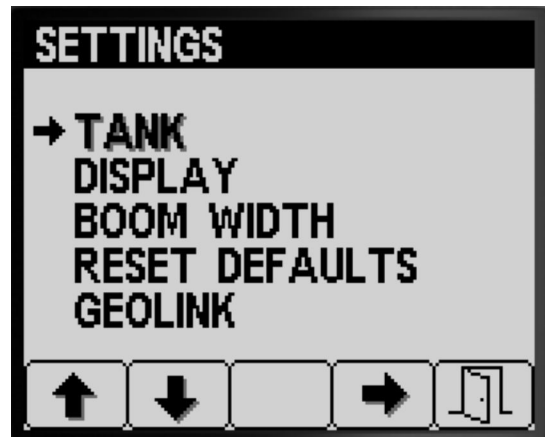 SETTINGS
TANK
DISPLAY
BOOM WIDTH
RESET DEFAULTS
GEOLINK